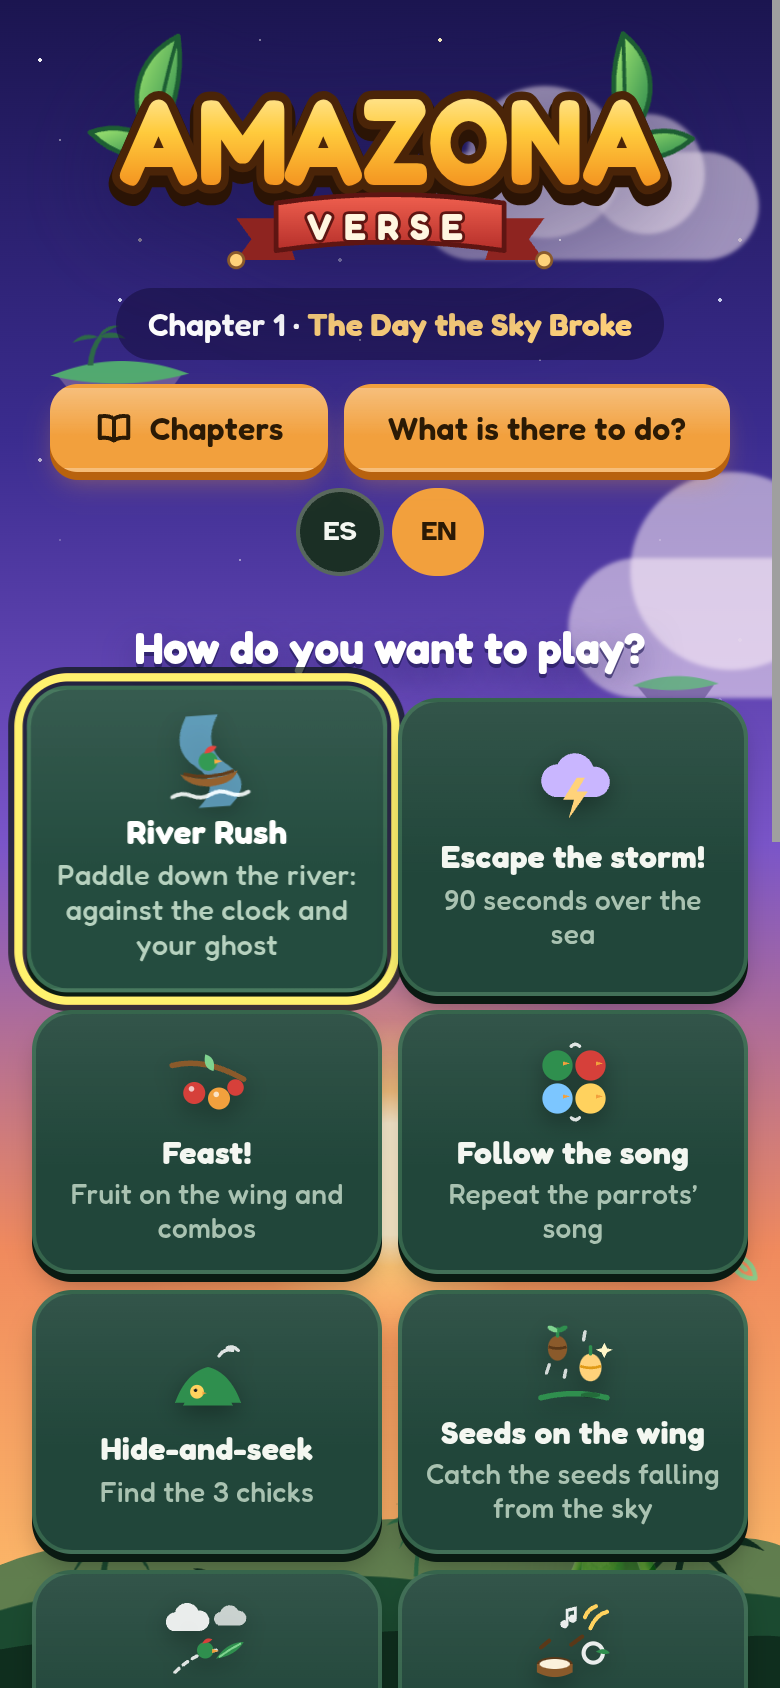 AMAZONA
VERSE
Chapter 1 · The Day the Sky Broke
Chapters
What is there to do?
ES
EN
How do you want to play?
River Rush
Paddle down the river:
against the clock and
your ghost
Escape the storm!
90 seconds over the
sea
Feast!
Fruit on the wing and
combos
Follow the song
Repeat the parrots’
song
Hide-and-seek
Find the 3 chicks
Seeds on the wing
Catch the seeds falling
from the sky